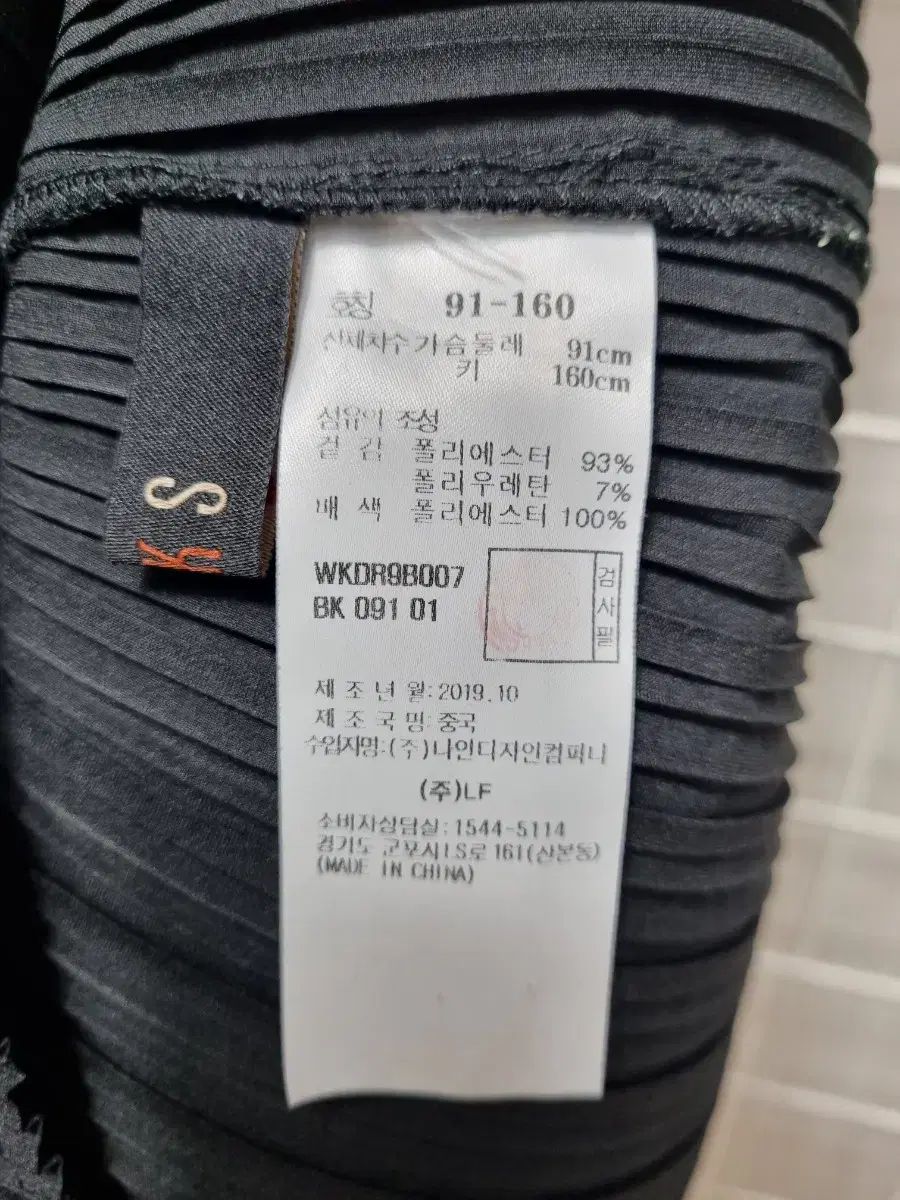 호칭 91-160
신체치수 가슴둘레 91cm
키 160cm
섬유의 조성
겉 감 폴리에스터 93%
폴리우레탄 7%
배 색 폴리에스터 100%
WKDR9B007
BK 091 01
검사필
제조년월:2019.10
제조국명:중국
수입자명:(주)나인디자인컴퍼니
(주)LF
소비자상담실:1544-5114
경기도 군포시LS로 161(산본동)
(MADE IN CHINA)
S
K